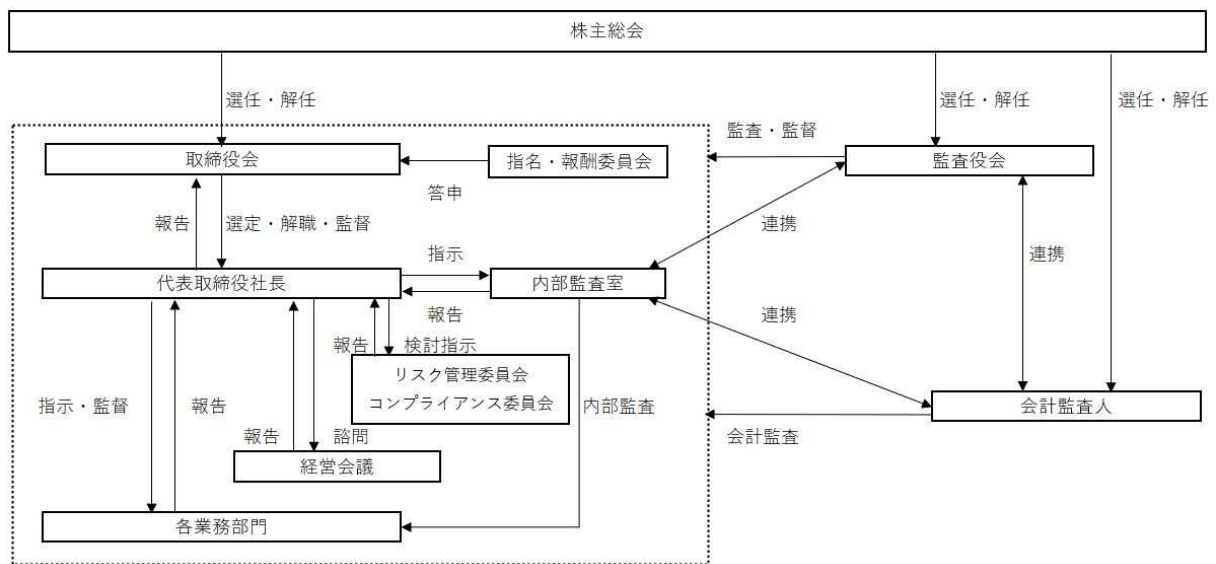 株主総会
選任・解任
選任・解任
選任・解任
監査・監督
取締役会
指名・報酬委員会
監査役会
答申
報告
選定・解職・監督
連携
指示
連携
代表取締役社長
内部監査室
報告
連携
報告
検討指示
リスク管理委員会
コンプライアンス委員会
指示・監督
報告
内部監査
会計監査人
報告
諮問
会計監査
経営会議
各業務部門